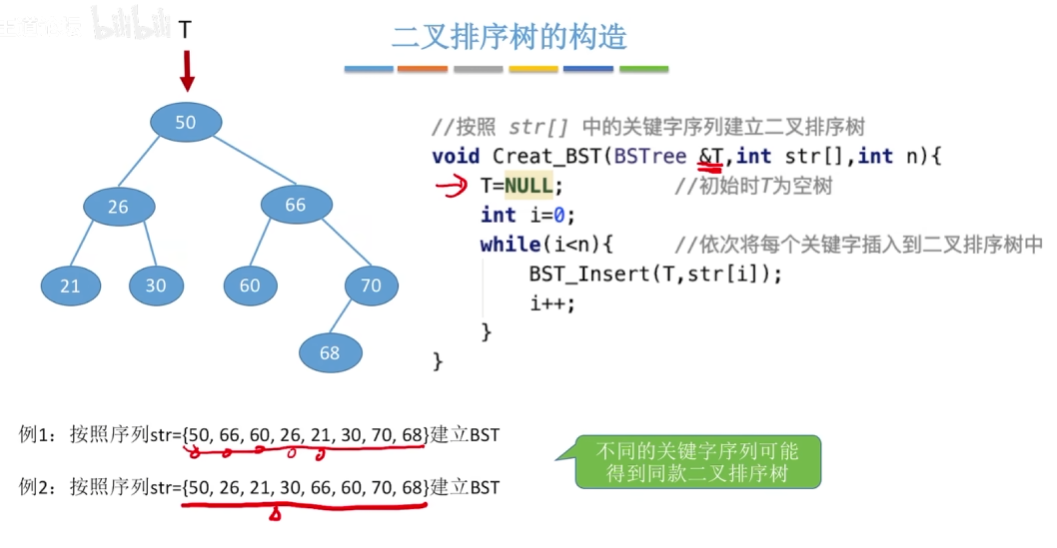 bilibili
T
二叉排序树的构造
50
26
66
21
30
60
70
68
//按照 str[] 中的关键字序列建立二叉排序树
void Creat_BST(BSTree &T,int str[],int n){
T=NULL; //初始时T为空树
int i=0;
while(i<n){ //依次将每个关键字插入到二叉排序树中
BST_Insert(T,str[i]);
i++;
}
}
例1：按照序列str={50, 66, 60, 26, 21, 30, 70, 68}建立BST
例2：按照序列str={50, 26, 21, 30, 66, 60, 70, 68}建立BST
不同的关键字序列可能
得到同款二叉排序树